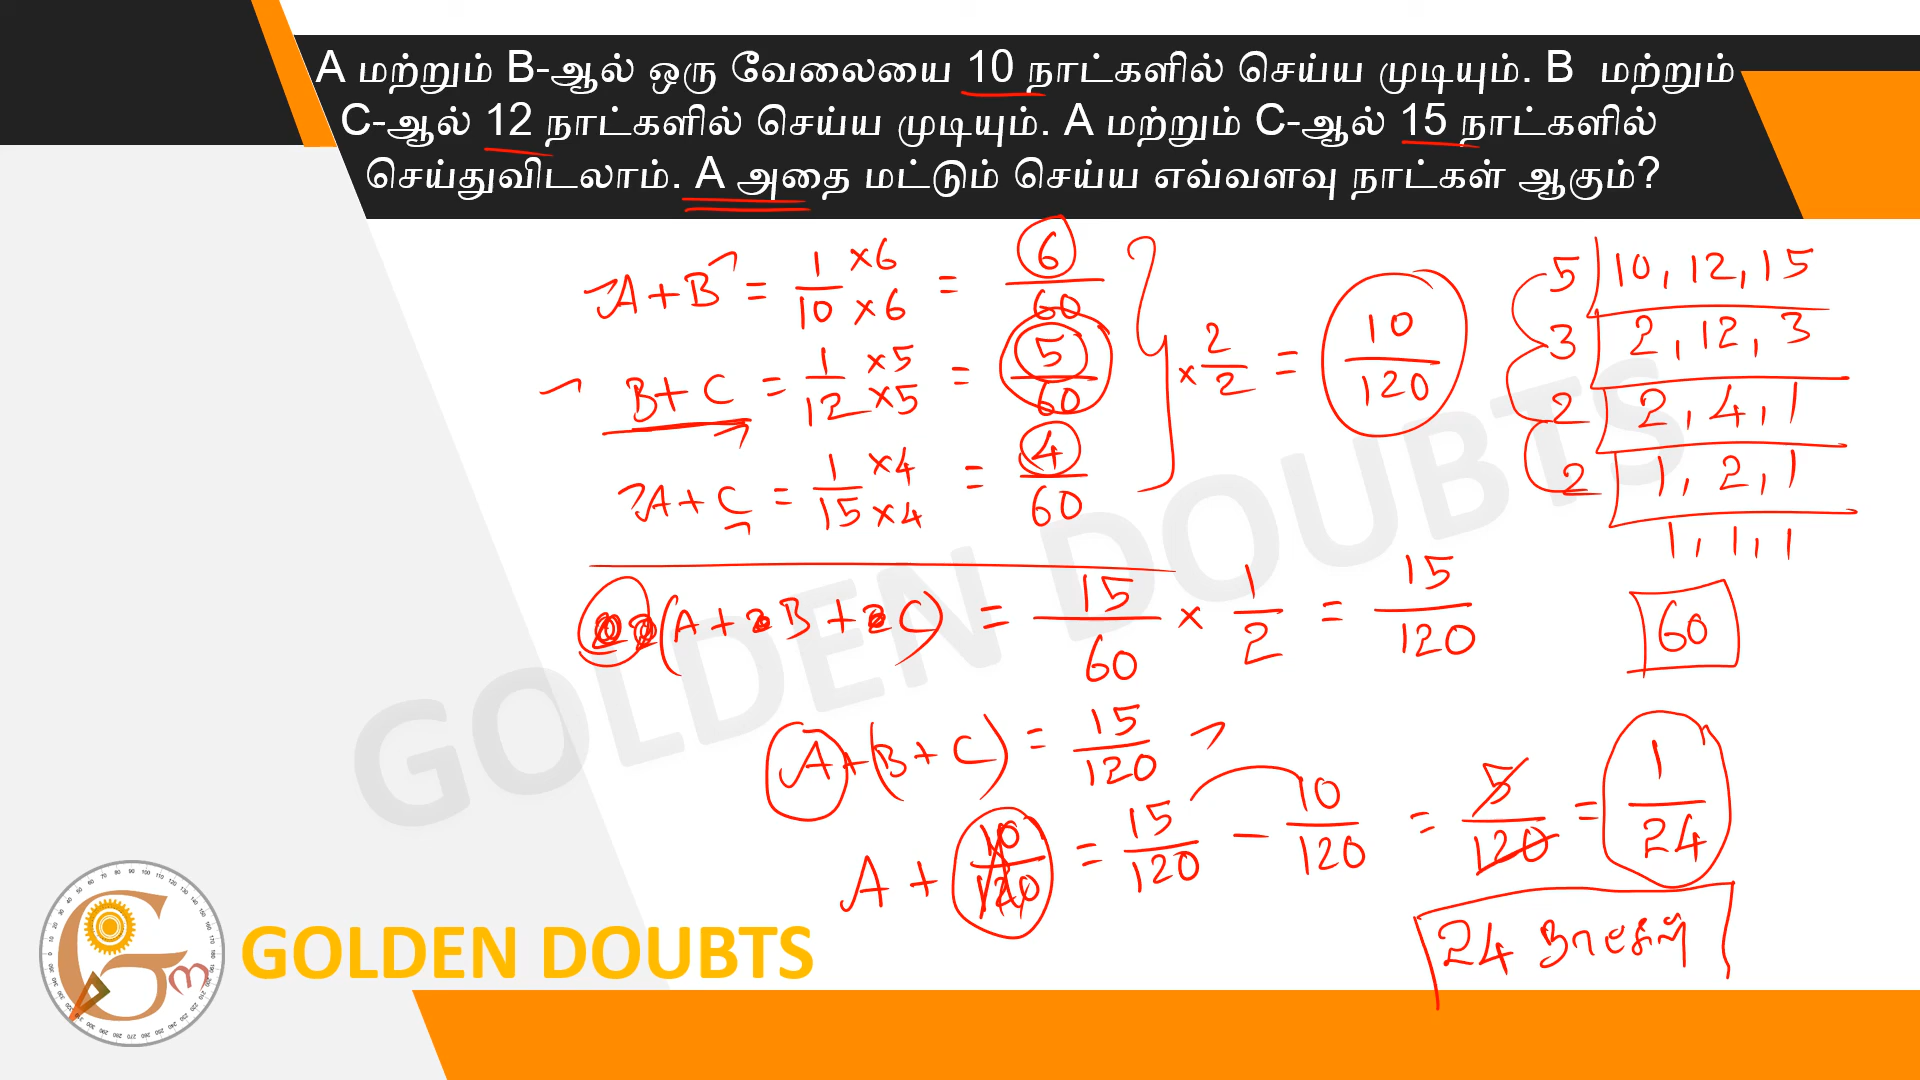 A மற்றும் B-ஆல் ஒரு வேலையை 10 நாட்களில் செய்ய முடியும். B மற்றும்
C-ஆல் 12 நாட்களில் செய்ய முடியும். A மற்றும் C-ஆல் 15 நாட்களில்
செய்துவிடலாம். A அதை மட்டும் செய்ய எவ்வளவு நாட்கள் ஆகும்?
A+B = 1/10 ×6/×6 = 6/60
B+C = 1/12 ×5/×5 = 5/60
A+C = 1/15 ×4/×4 = 4/60
× 2/2 = 10/120
5 | 10, 12, 15
3 | 2, 12, 3
2 | 2, 4, 1
2 | 1, 2, 1
1, 1, 1
60
2 (A + B + C) = 15/60 × 1/2 = 15/120
A+(B+C) = 15/120
A + 10/120 = 15/120 − 10/120 = 5/120 = 1/24
24 நாட்கள்
GOLDEN DOUBTS
GOLDEN DOUBTS